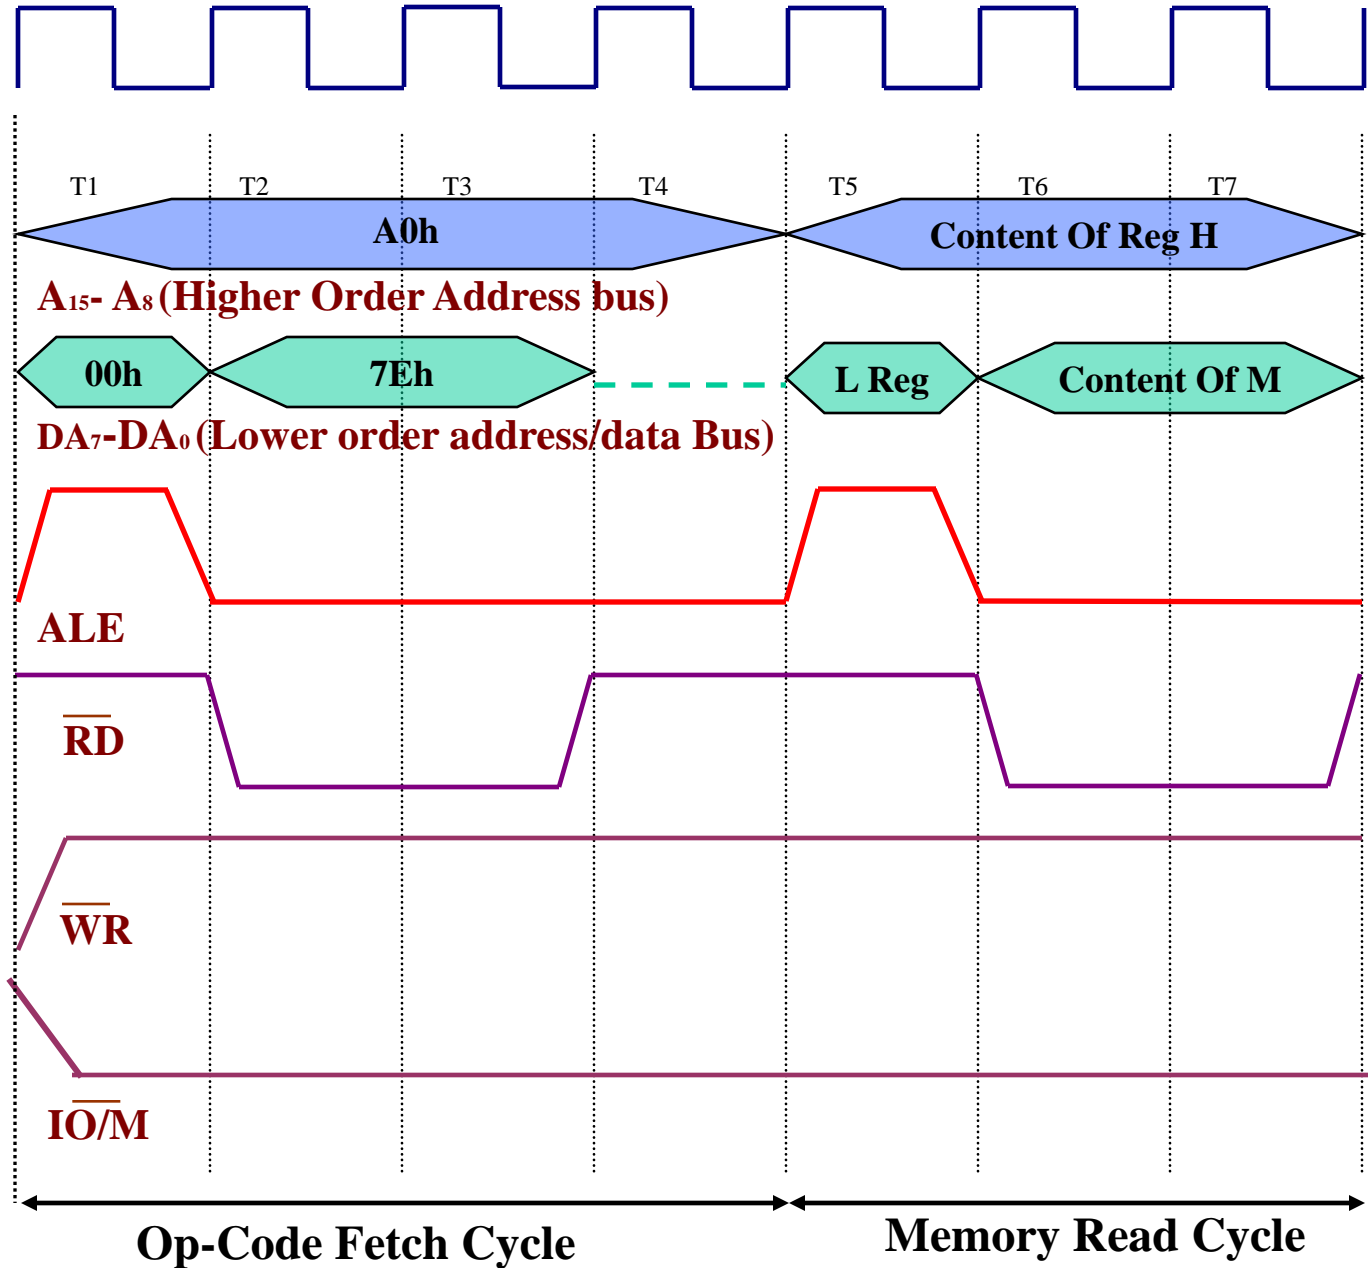 T1 T2 T3 T4 T5 T6 T7
A0h Content Of Reg H
A₁₅- A₈ (Higher Order Address bus)
00h 7Eh L Reg Content Of M
DA₇-DA₀ (Lower order address/data Bus)
ALE
R̅D̅
W̅R̅
IO̅/̅M
Op-Code Fetch Cycle Memory Read Cycle